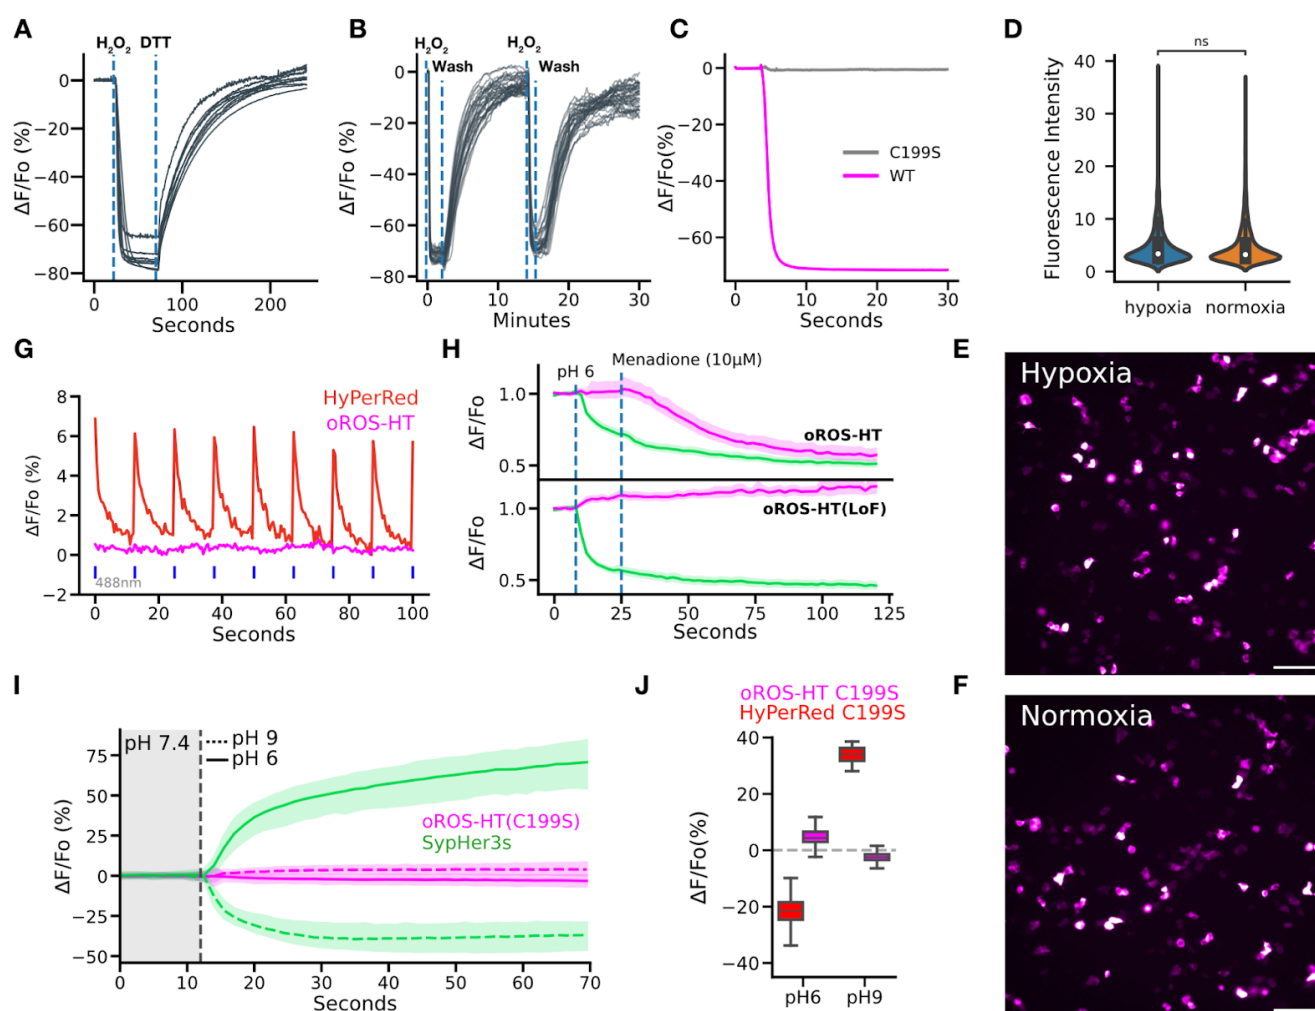 A
H₂O₂ DTT
0
−20
−40
−60
−80
ΔF/Fo (%)
0 100 200
Seconds
B
H₂O₂ H₂O₂
Wash Wash
0
−20
−40
−60
−80
ΔF/Fo (%)
0 10 20 30
Minutes
C
0
−20
−40
−60
ΔF/Fo(%)
C199S
WT
0 10 20 30
Seconds
D
ns
40
30
20
10
0
Fluorescence Intensity
hypoxia normoxia
G
HyPerRed
oROS-HT
8
6
4
2
0
−2
ΔF/Fo (%)
488nm
0 20 40 60 80 100
Seconds
H
Menadione (10μM)
pH 6
1.0
0.5
ΔF/Fo
oROS-HT
1.0
0.5
ΔF/Fo
oROS-HT(LoF)
0 25 50 75 100 125
Seconds
E
Hypoxia
I
pH 7.4
pH 9
pH 6
75
50
25
0
−25
−50
ΔF/Fo (%)
oROS-HT(C199S)
SypHer3s
0 10 20 30 40 50 60 70
Seconds
J
oROS-HT C199S
HyPerRed C199S
40
20
0
−20
−40
ΔF/Fo(%)
pH6 pH9
F
Normoxia